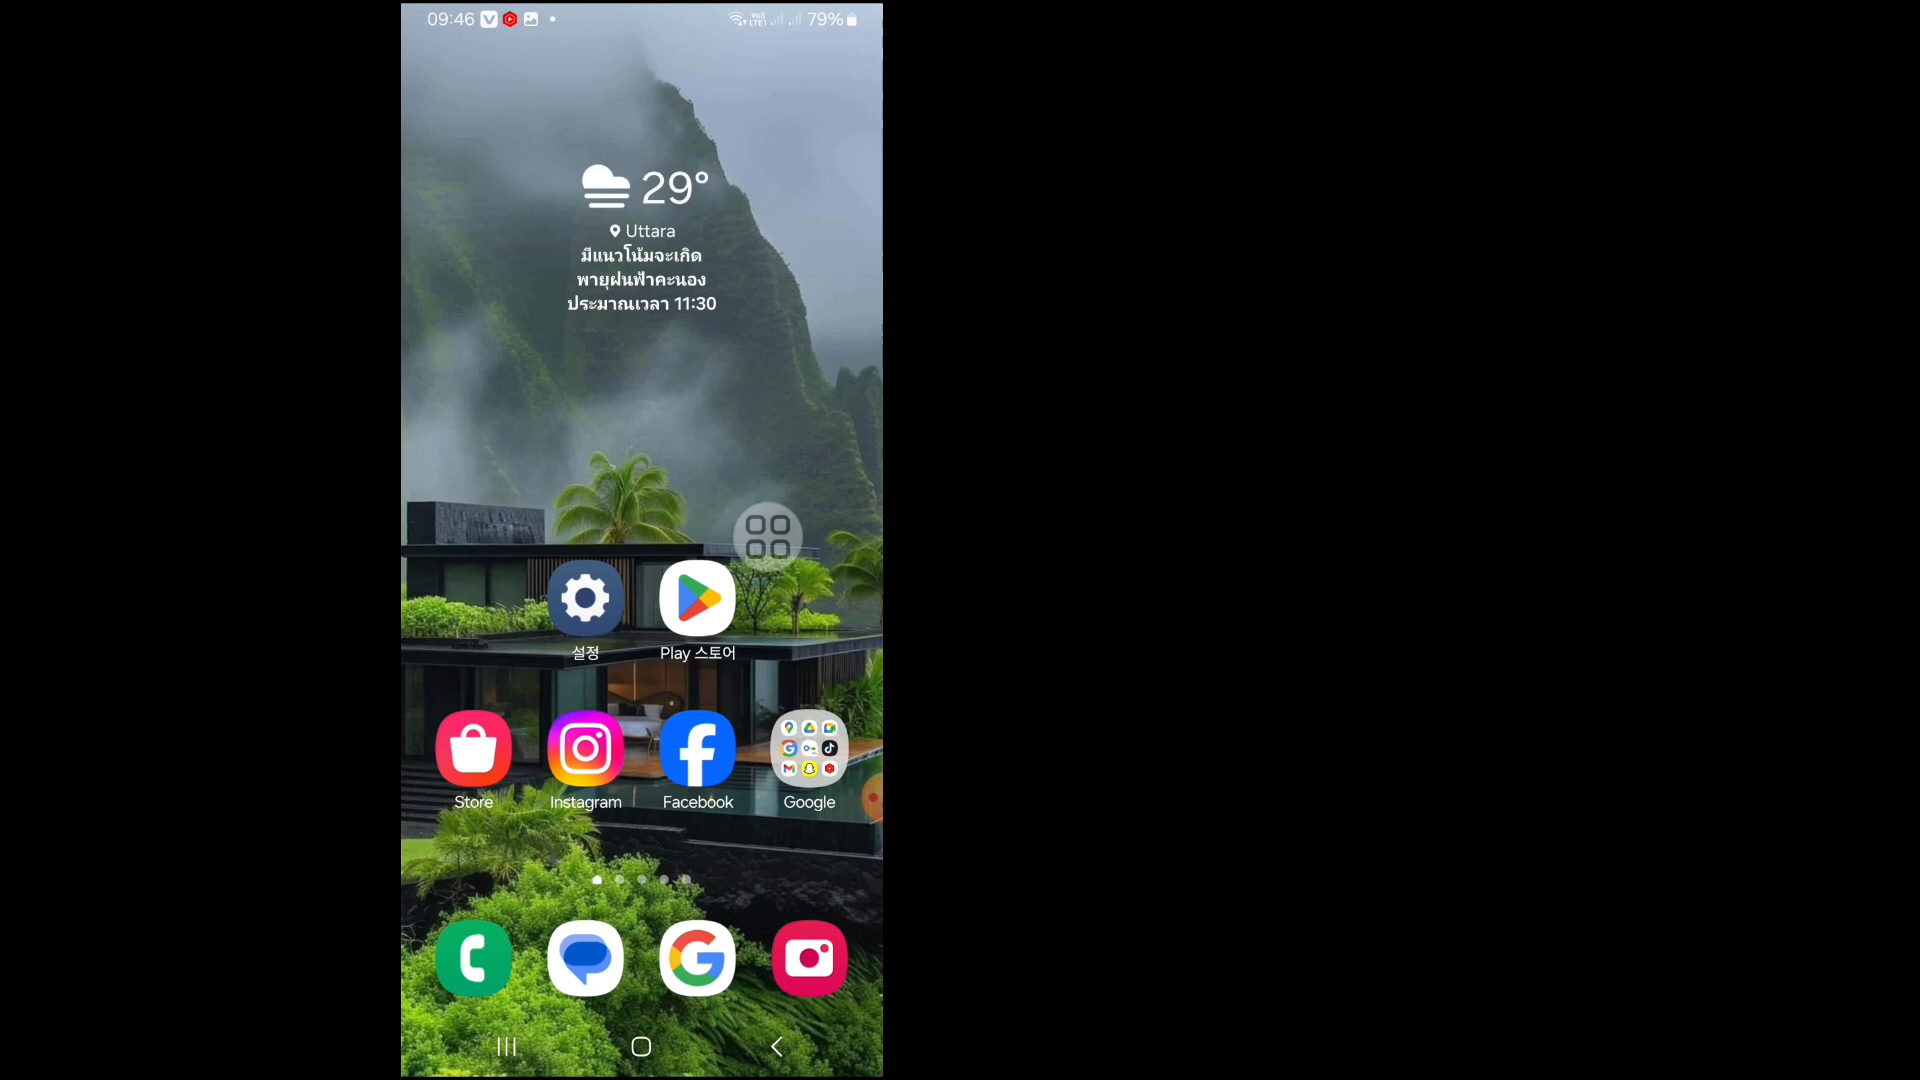 09:46
79%
29°
Uttara
มีแนวโน้มจะเกิด
พายุฝนฟ้าคะนอง
ประมาณเวลา 11:30
설정
Play 스토어
Store
Instagram
Facebook
Google